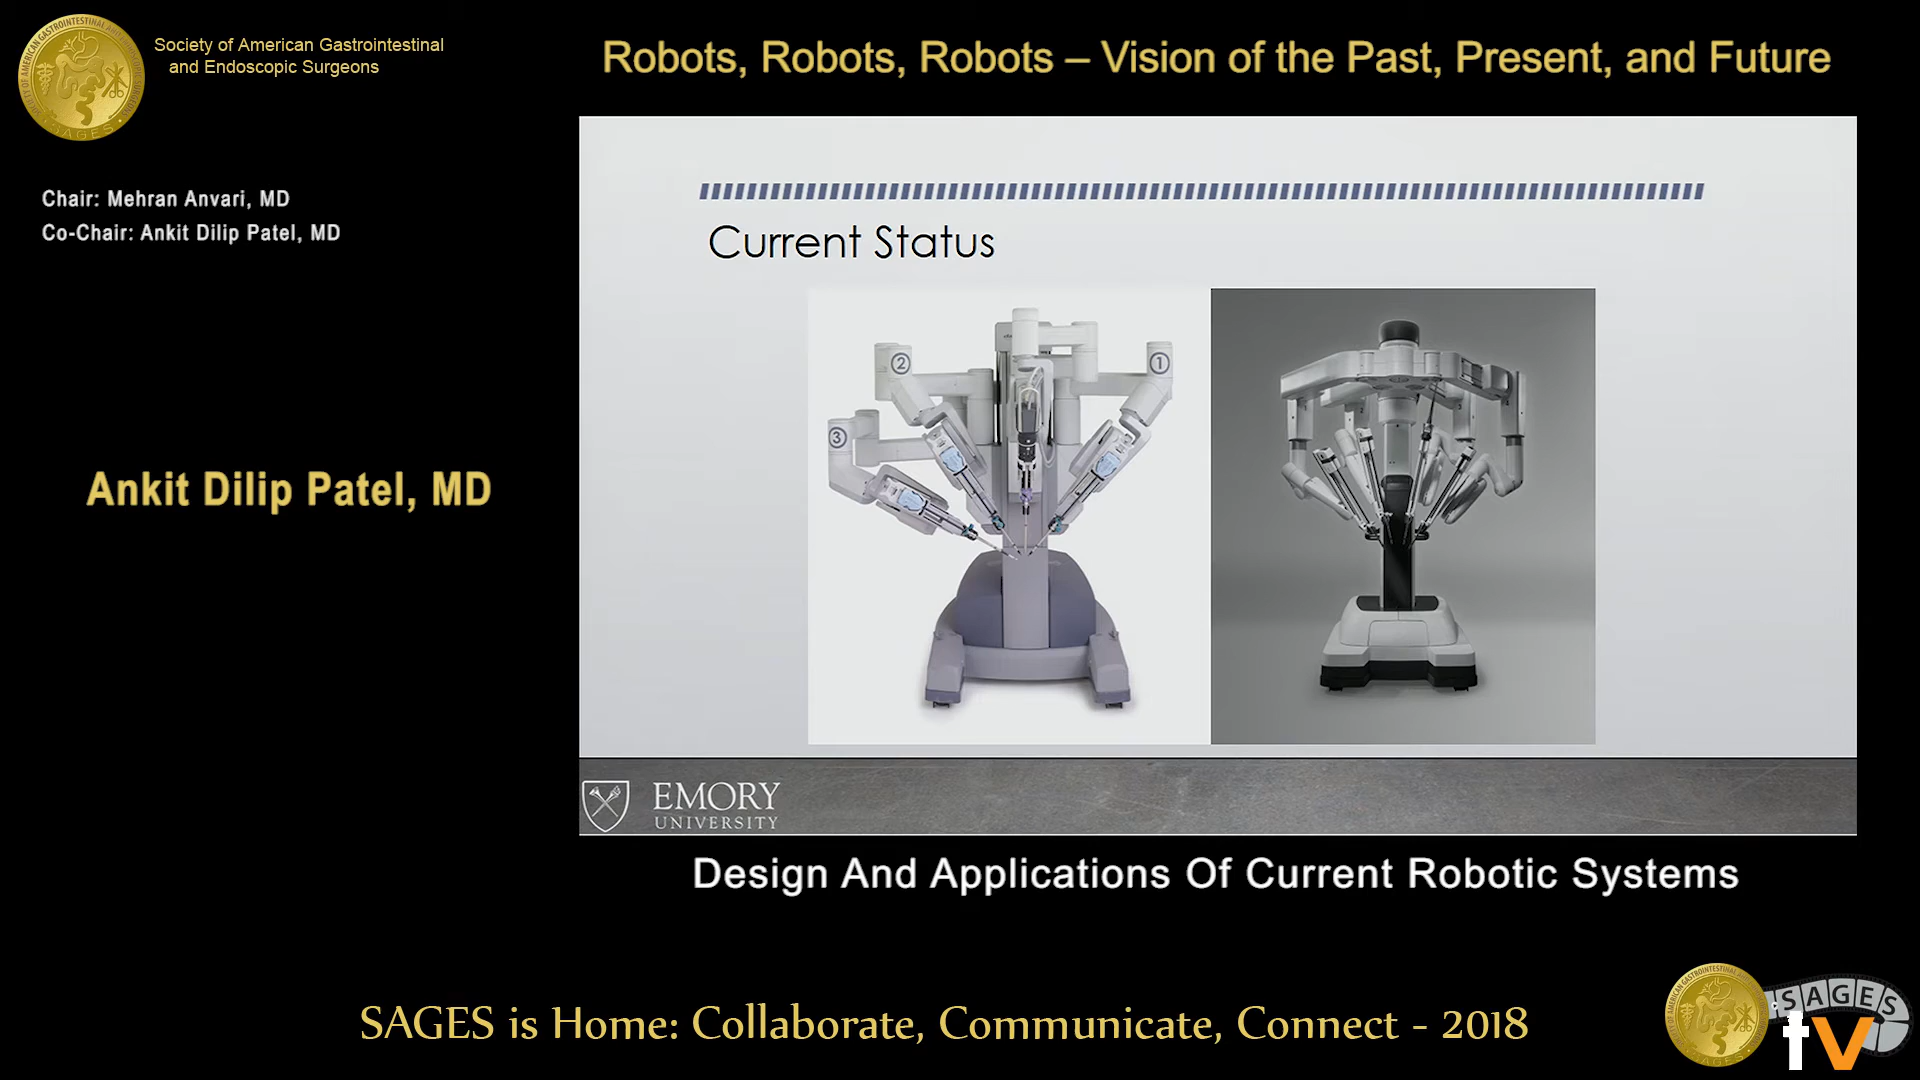 Society of American Gastrointestinal
and Endoscopic Surgeons
Robots, Robots, Robots – Vision of the Past, Present, and Future
Chair: Mehran Anvari, MD
Co-Chair: Ankit Dilip Patel, MD
Ankit Dilip Patel, MD
Current Status
2
1
3
EMORY
UNIVERSITY
Design And Applications Of Current Robotic Systems
SAGES is Home: Collaborate, Communicate, Connect - 2018
SAGES
tv